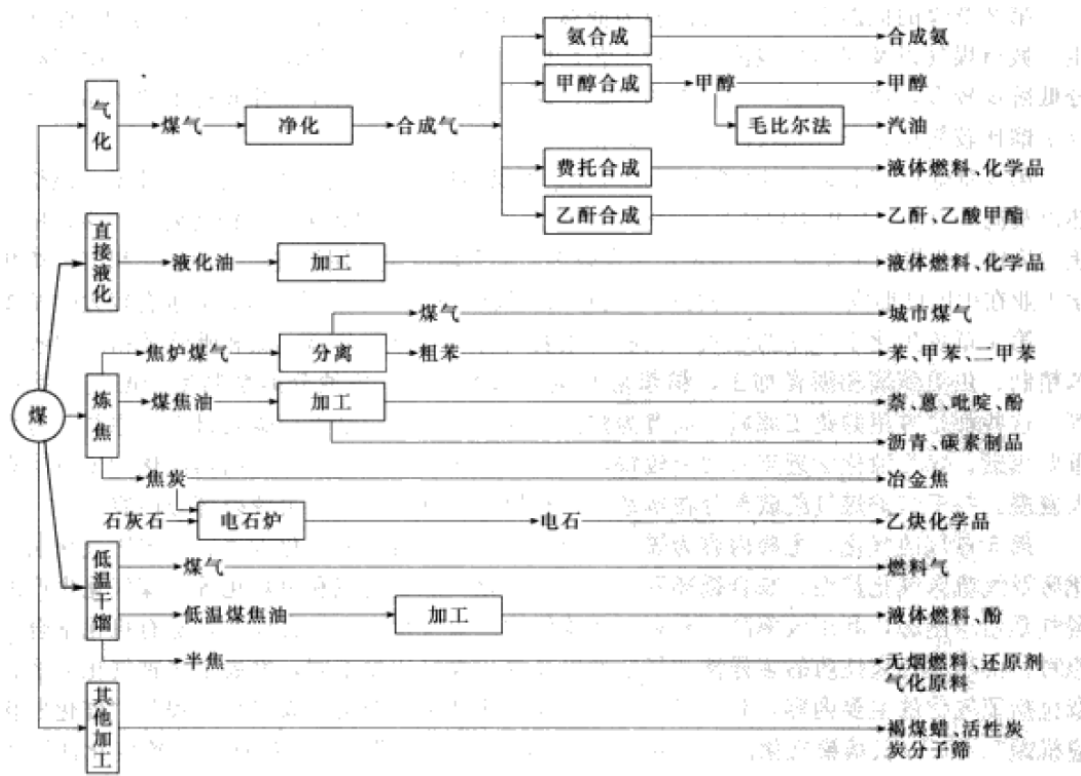 氨合成
合成氨
气化
煤气
净化
合成气
甲醇合成
甲醇
甲醇
毛比尔法
汽油
费托合成
液体燃料、化学品
乙酐合成
乙酐、乙酸甲酯
直接液化
液化油
加工
液体燃料、化学品
煤气
城市煤气
焦炉煤气
分离
粗苯
苯、甲苯、二甲苯
煤
炼焦
煤焦油
加工
萘、蒽、吡啶、酚
沥青、碳素制品
焦炭
冶金焦
石灰石
电石炉
电石
乙炔化学品
低温干馏
煤气
燃料气
低温煤焦油
加工
液体燃料、酚
半焦
无烟燃料、还原剂
气化原料
其他加工
褐煤蜡、活性炭
炭分子筛